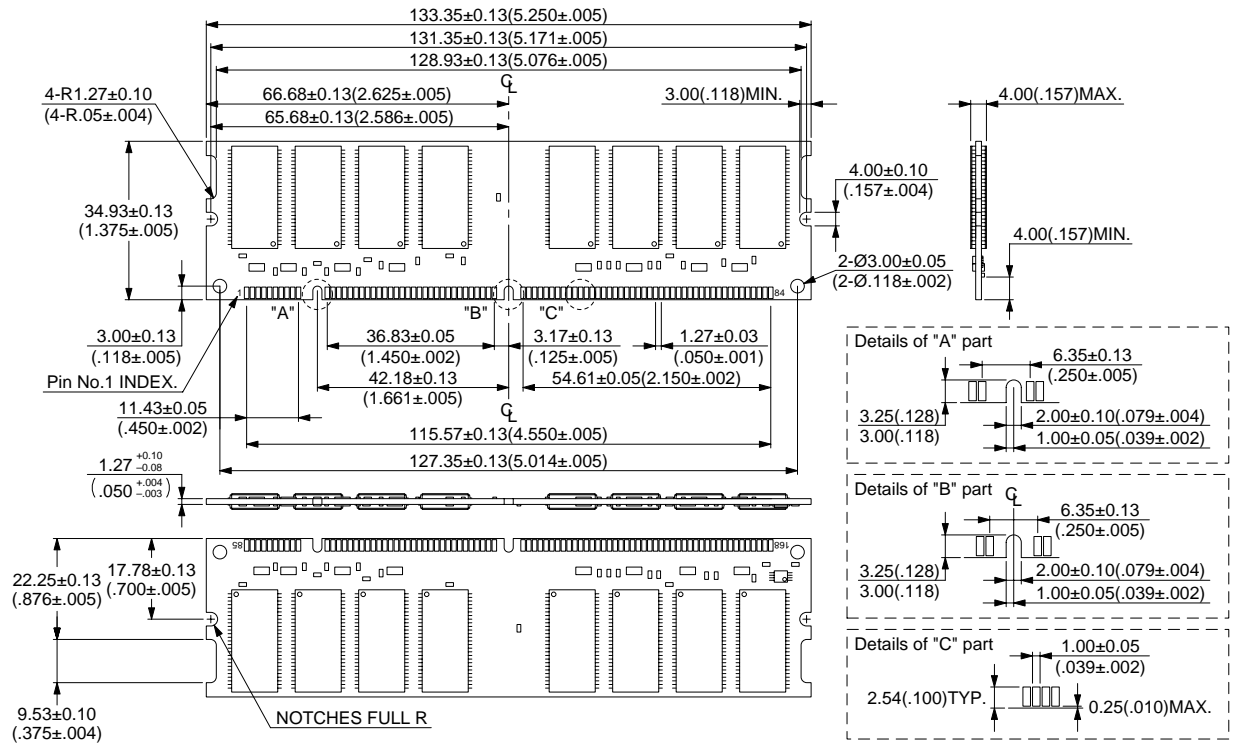 133.35±0.13(5.250±.005)
131.35±0.13(5.171±.005)
128.93±0.13(5.076±.005)
℄
4-R1.27±0.10
(4-R.05±.004)
66.68±0.13(2.625±.005)
65.68±0.13(2.586±.005)
3.00(.118)MIN.
4.00(.157)MAX.
4.00±0.10
(.157±.004)
34.93±0.13
(1.375±.005)
4.00(.157)MIN.
2-Ø3.00±0.05
(2-Ø.118±.002)
1
84
"A"
"B"
"C"
3.00±0.13
(.118±.005)
36.83±0.05
(1.450±.002)
3.17±0.13
(.125±.005)
1.27±0.03
(.050±.001)
Pin No.1 INDEX.
42.18±0.13
(1.661±.005)
54.61±0.05(2.150±.002)
℄
11.43±0.05
(.450±.002)
115.57±0.13(4.550±.005)
127.35±0.13(5.014±.005)
1.27 +0.10 −0.08
(.050 +.004 −.003)
85
168
22.25±0.13
(.876±.005)
17.78±0.13
(.700±.005)
9.53±0.10
(.375±.004)
NOTCHES FULL R
Details of "A" part
6.35±0.13
(.250±.005)
3.25(.128)
3.00(.118)
2.00±0.10(.079±.004)
1.00±0.05(.039±.002)
Details of "B" part
℄
6.35±0.13
(.250±.005)
3.25(.128)
3.00(.118)
2.00±0.10(.079±.004)
1.00±0.05(.039±.002)
Details of "C" part
1.00±0.05
(.039±.002)
2.54(.100)TYP.
0.25(.010)MAX.